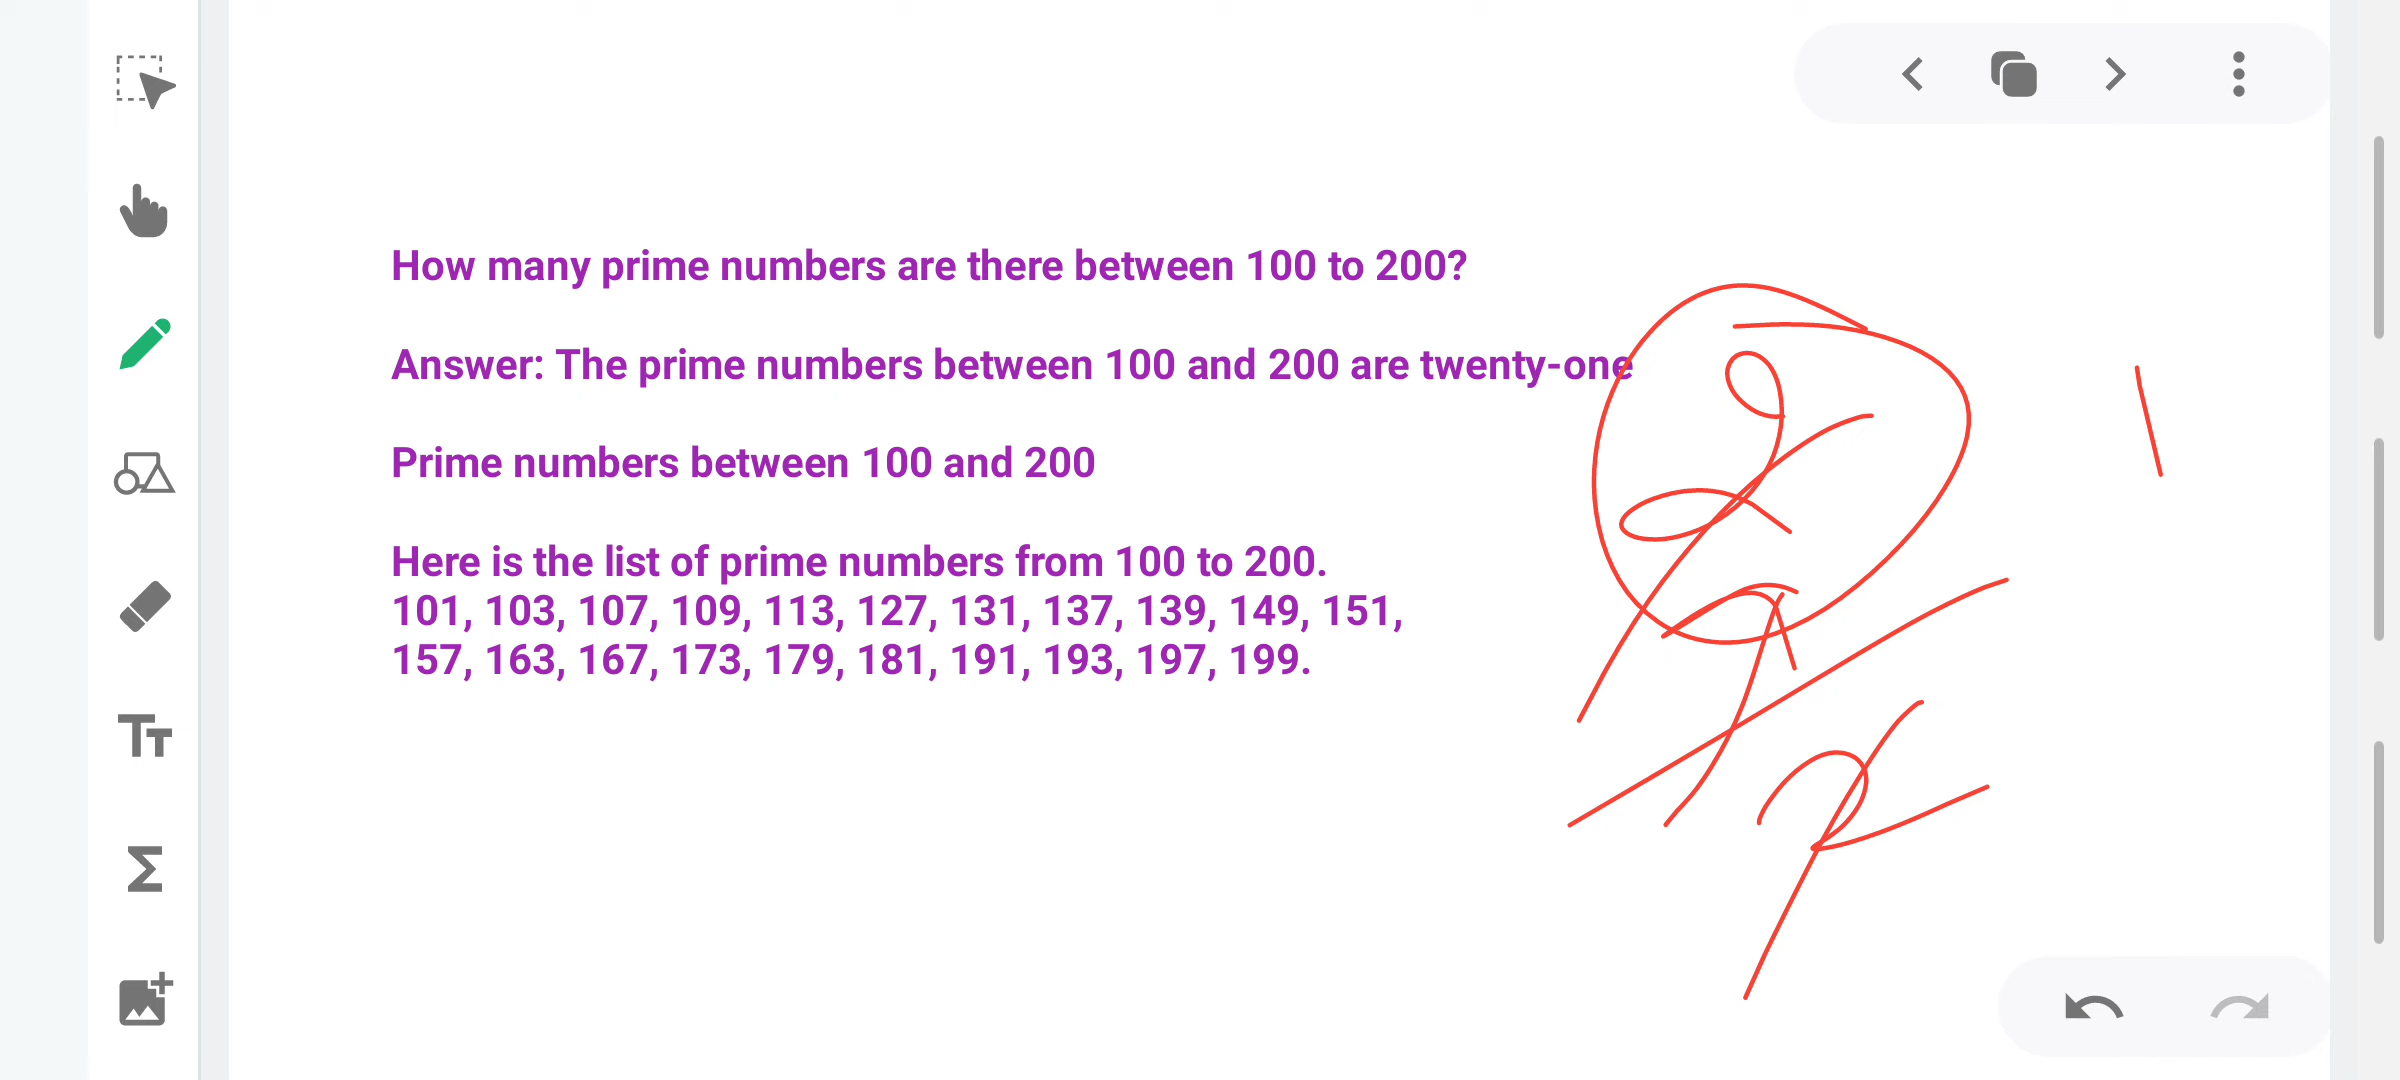 How many prime numbers are there between 100 to 200?
Answer: The prime numbers between 100 and 200 are twenty-one
Prime numbers between 100 and 200
Here is the list of prime numbers from 100 to 200.
101, 103, 107, 109, 113, 127, 131, 137, 139, 149, 151,
157, 163, 167, 173, 179, 181, 191, 193, 197, 199.